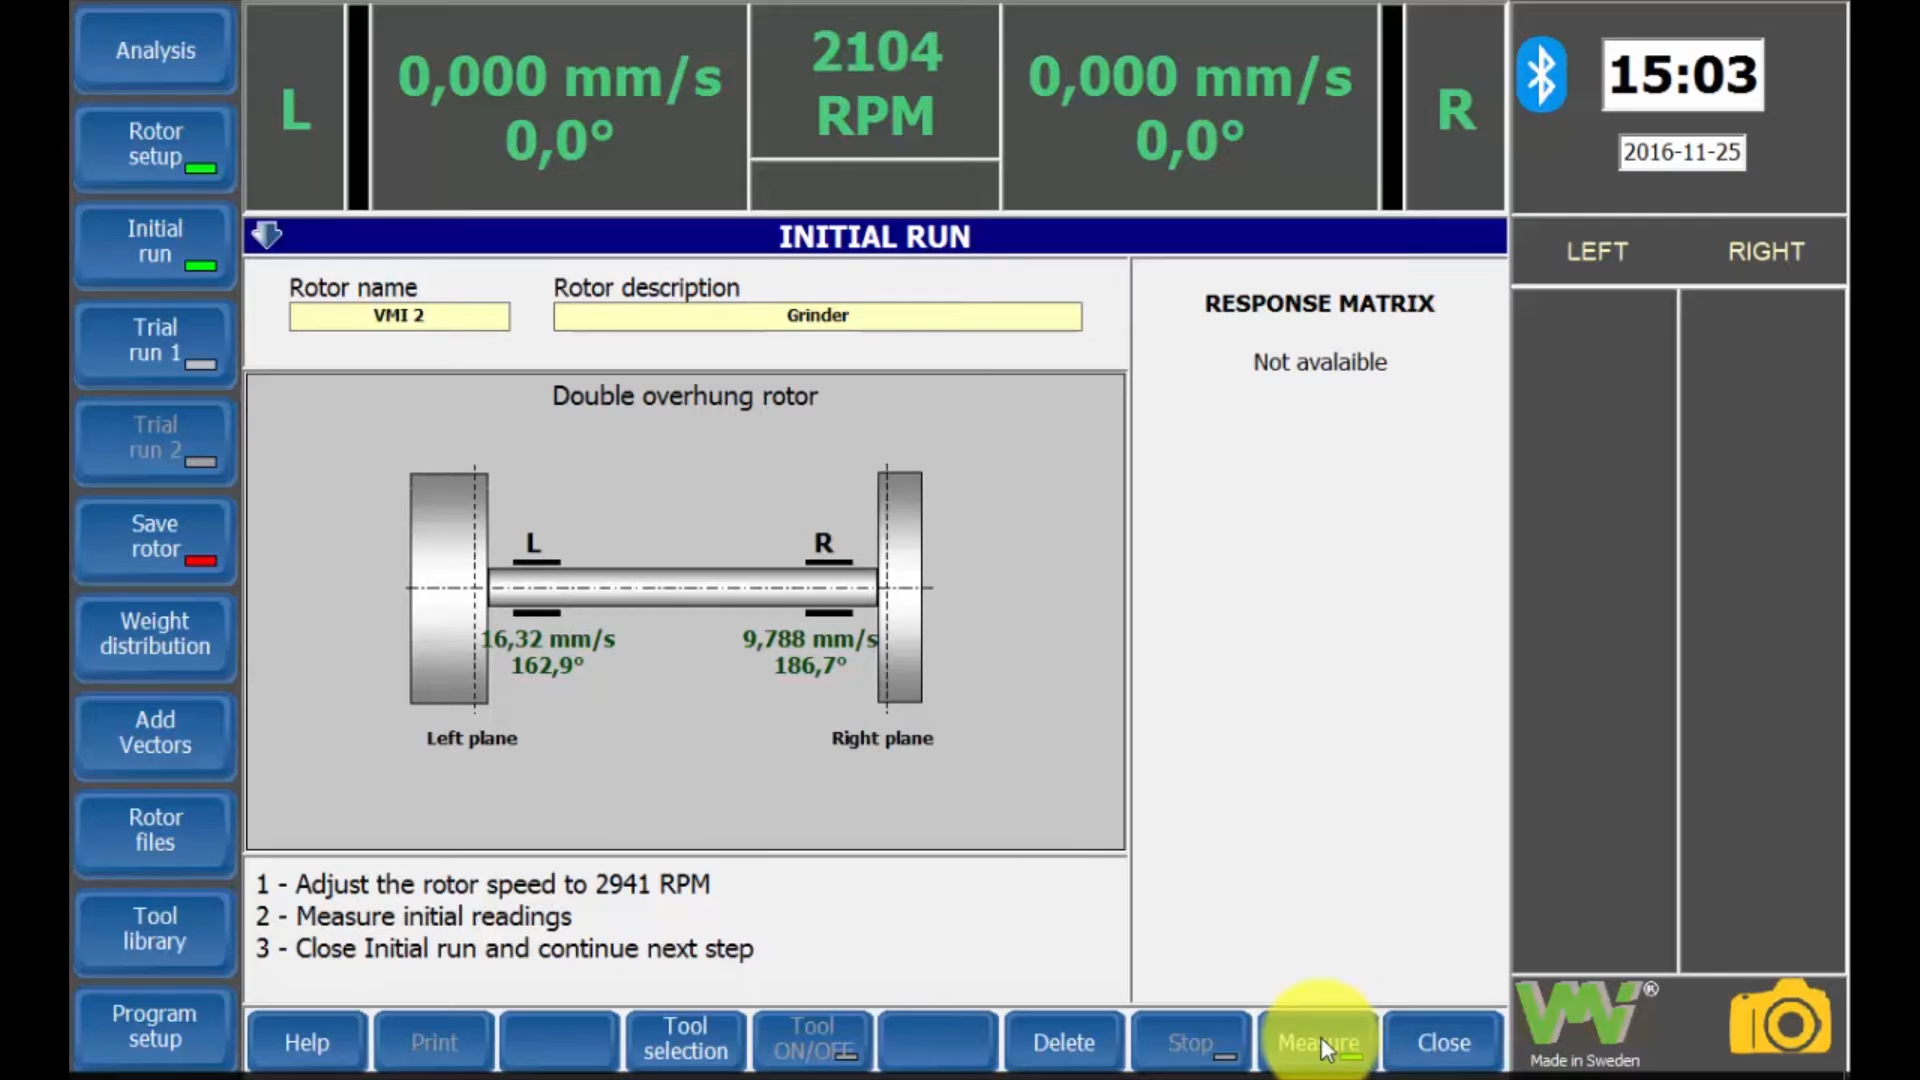 Analysis
Rotor
setup
Initial
run
Trial
run 1
Trial
run 2
Save
rotor
Weight
distribution
Add
Vectors
Rotor
files
Tool
library
Program
setup
L
0,000 mm/s
0,0°
2104
RPM
0,000 mm/s
0,0°
R
15:03
2016-11-25
INITIAL RUN
LEFT
RIGHT
Rotor name
VMI 2
Rotor description
Grinder
RESPONSE MATRIX
Not avalaible
Double overhung rotor
L
R
16,32 mm/s
162,9°
9,788 mm/s
186,7°
Left plane
Right plane
1 - Adjust the rotor speed to 2941 RPM
2 - Measure initial readings
3 - Close Initial run and continue next step
Help
Print
Tool
selection
Tool
ON/OFF
Delete
Stop
Measure
Close
VMI®
Made in Sweden